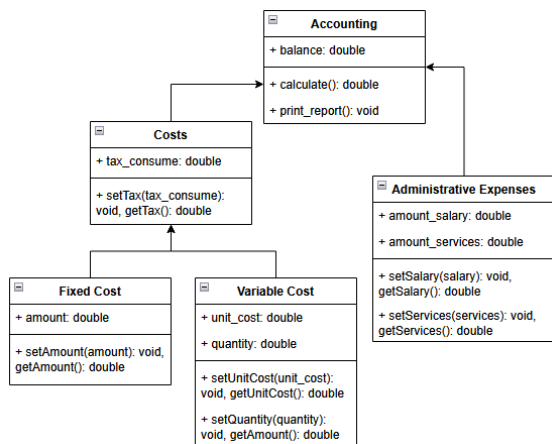 Accounting
+ balance: double
+ calculate(): double
+ print_report(): void
Costs
+ tax_consume: double
+ setTax(tax_consume):
void, getTax(): double
Administrative Expenses
+ amount_salary: double
+ amount_services: double
+ setSalary(salary): void,
getSalary(): double
+ setServices(services): void,
getServices(): double
Fixed Cost
+ amount: double
+ setAmount(amount): void,
getAmount(): double
Variable Cost
+ unit_cost: double
+ quantity: double
+ setUnitCost(unit_cost):
void, getUnitCost(): double
+ setQuantity(quantity):
void, getAmount(): double